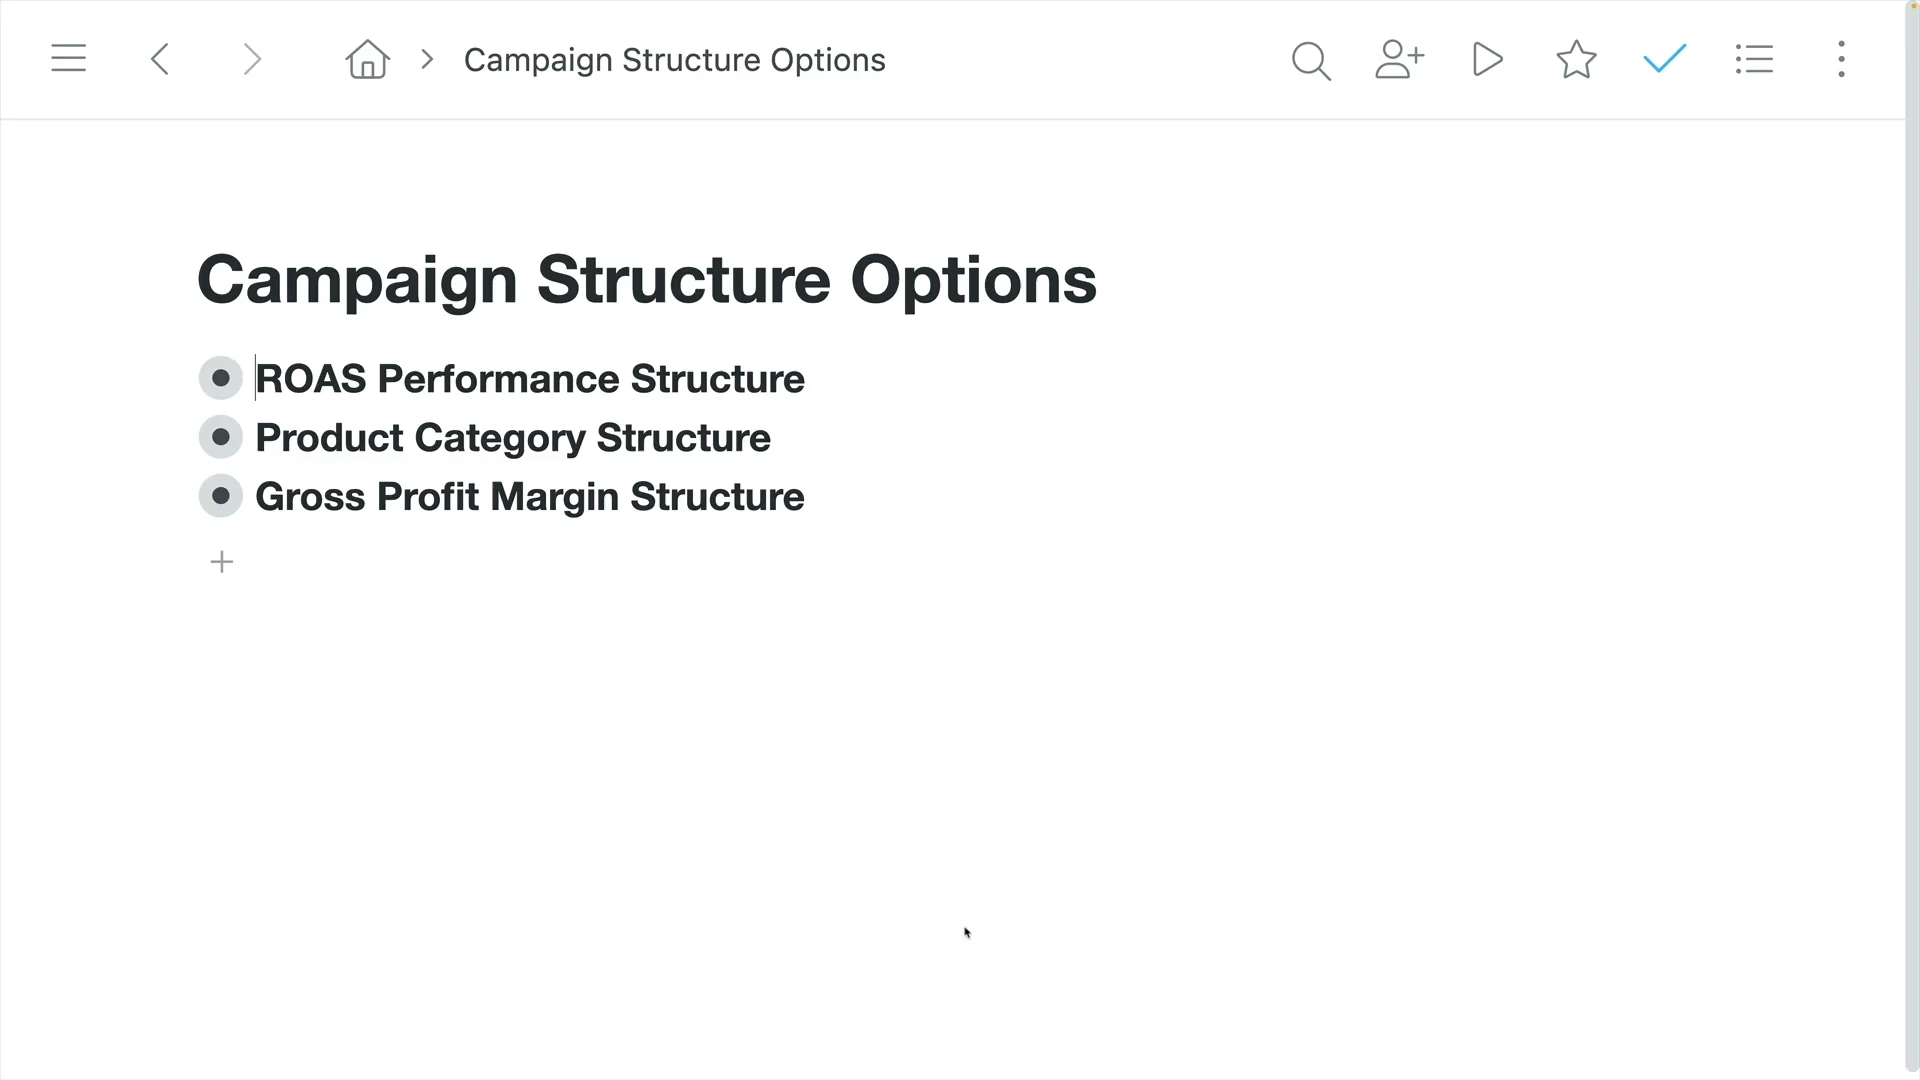 Campaign Structure Options
Campaign Structure Options
ROAS Performance Structure
Product Category Structure
Gross Profit Margin Structure